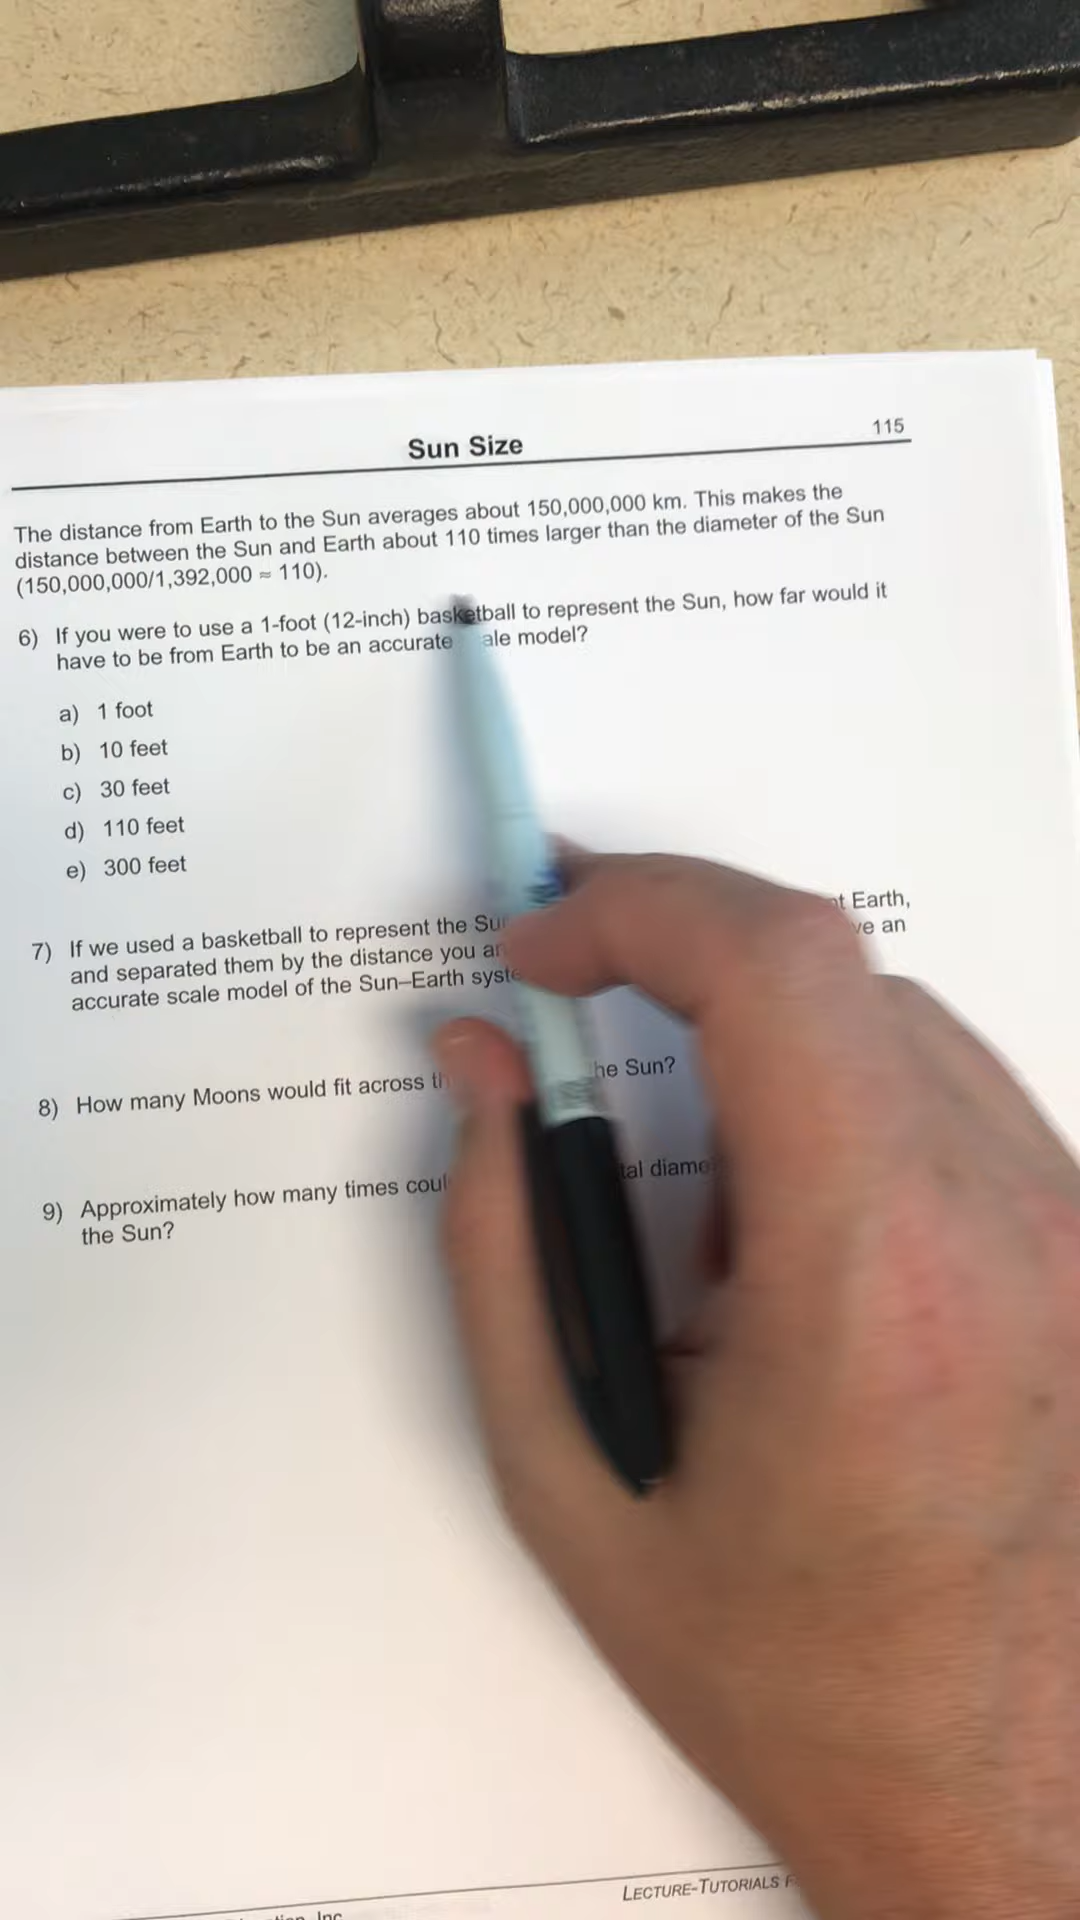 115
Sun Size
The distance from Earth to the Sun averages about 150,000,000 km. This makes the
distance between the Sun and Earth about 110 times larger than the diameter of the Sun
(150,000,000/1,392,000 ≈ 110).
6) If you were to use a 1-foot (12-inch) basketball to represent the Sun, how far would it
have to be from Earth to be an accurate ale model?
a) 1 foot
b) 10 feet
c) 30 feet
d) 110 feet
e) 300 feet
7) If we used a basketball to represent the Earth,
and separated them by the distance you an
accurate scale model of the Sun–Earth
8) How many Moons would fit across he Sun?
9) Approximately how many times tal
the Sun?
LECTURE-TUTORIALS
Inc